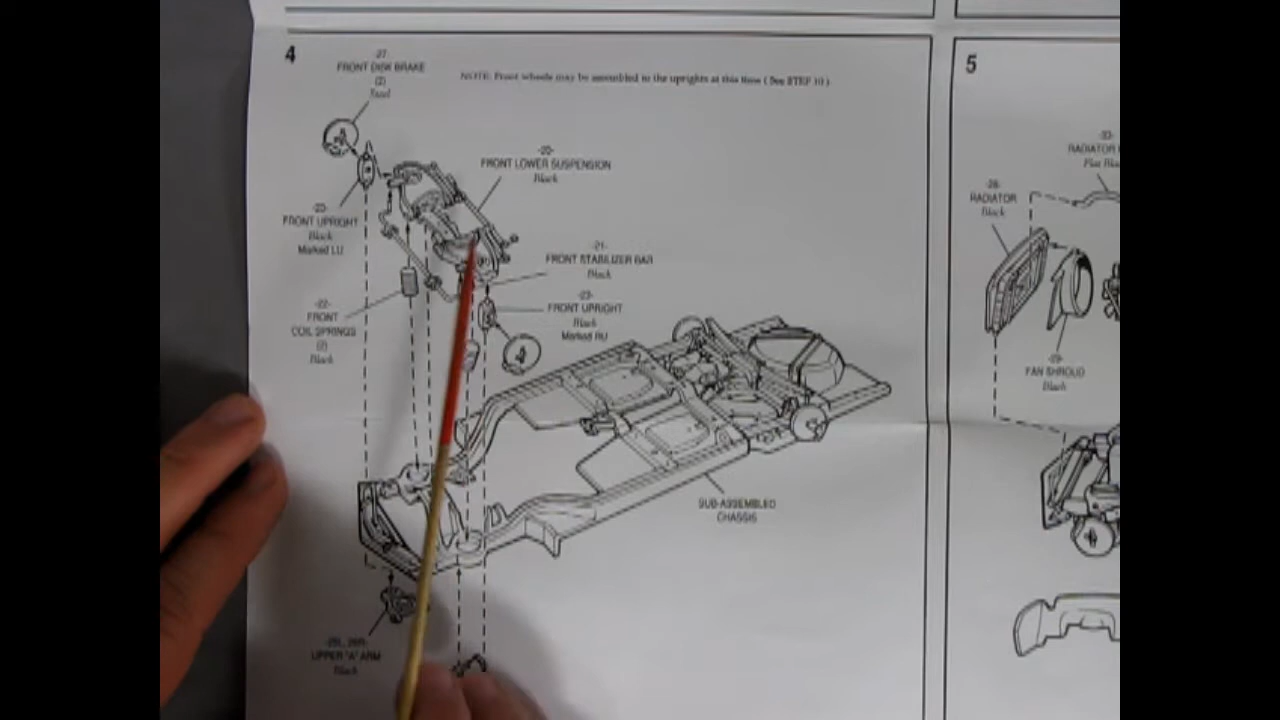 4
-27-
FRONT DISK BRAKE
(2)
Steel
NOTE: Front wheels may be assembled to the uprights at this time ( See STEP 10 )
-20-
FRONT LOWER SUSPENSION
Black
-23-
FRONT UPRIGHT
Black
Marked LU
-21-
FRONT STABILIZER BAR
Black
-23-
FRONT UPRIGHT
Black
Marked RU
-22-
FRONT
COIL SPRINGS
(2)
Black
SUB-ASSEMBLED
CHASSIS
UPPER "A" ARM
Black
5
-33-
RADIATOR
Flat
-28-
RADIATOR
Black
FAN SHROUD
Black